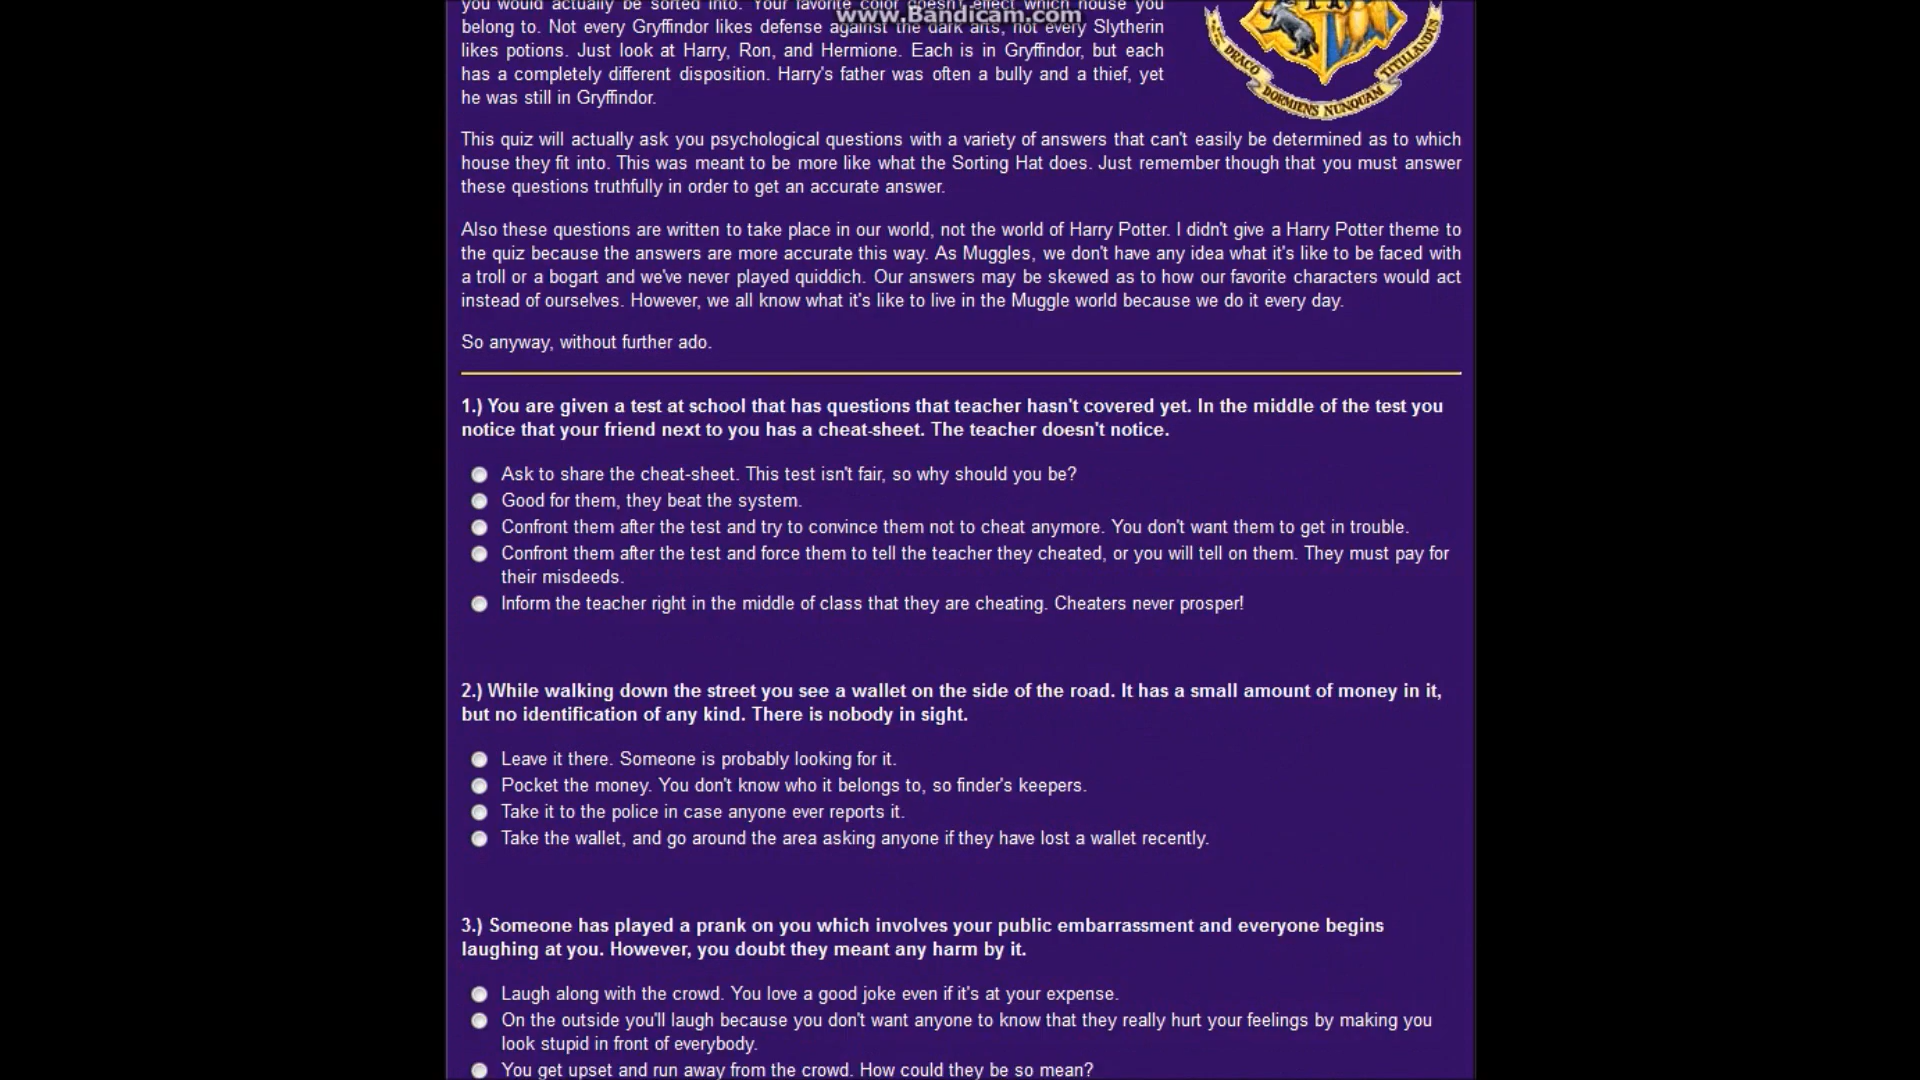 you would actually be sorted into. Your favorite color doesn't effect which house you
www.Bandicam.com
belong to. Not every Gryffindor likes defense against the dark arts, not every Slytherin
likes potions. Just look at Harry, Ron, and Hermione. Each is in Gryffindor, but each
has a completely different disposition. Harry's father was often a bully and a thief, yet
he was still in Gryffindor.
DRACO DORMIENS NUNQUAM TITILLANDUS
This quiz will actually ask you psychological questions with a variety of answers that can't easily be determined as to which
house they fit into. This was meant to be more like what the Sorting Hat does. Just remember though that you must answer
these questions truthfully in order to get an accurate answer.
Also these questions are written to take place in our world, not the world of Harry Potter. I didn't give a Harry Potter theme to
the quiz because the answers are more accurate this way. As Muggles, we don't have any idea what it's like to be faced with
a troll or a bogart and we've never played quiddich. Our answers may be skewed as to how our favorite characters would act
instead of ourselves. However, we all know what it's like to live in the Muggle world because we do it every day.
So anyway, without further ado.
1.) You are given a test at school that has questions that teacher hasn't covered yet. In the middle of the test you
notice that your friend next to you has a cheat-sheet. The teacher doesn't notice.
Ask to share the cheat-sheet. This test isn't fair, so why should you be?
Good for them, they beat the system.
Confront them after the test and try to convince them not to cheat anymore. You don't want them to get in trouble.
Confront them after the test and force them to tell the teacher they cheated, or you will tell on them. They must pay for
their misdeeds.
Inform the teacher right in the middle of class that they are cheating. Cheaters never prosper!
2.) While walking down the street you see a wallet on the side of the road. It has a small amount of money in it,
but no identification of any kind. There is nobody in sight.
Leave it there. Someone is probably looking for it.
Pocket the money. You don't know who it belongs to, so finder's keepers.
Take it to the police in case anyone ever reports it.
Take the wallet, and go around the area asking anyone if they have lost a wallet recently.
3.) Someone has played a prank on you which involves your public embarrassment and everyone begins
laughing at you. However, you doubt they meant any harm by it.
Laugh along with the crowd. You love a good joke even if it's at your expense.
On the outside you'll laugh because you don't want anyone to know that they really hurt your feelings by making you
look stupid in front of everybody.
You get upset and run away from the crowd. How could they be so mean?